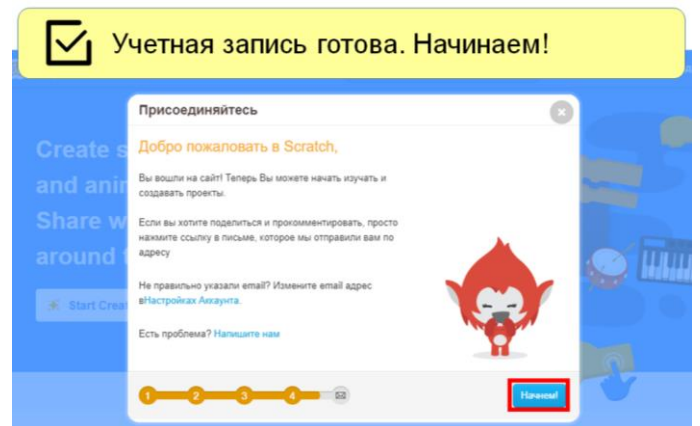 Учетная запись готова. Начинаем!
Присоединяйтесь
Добро пожаловать в Scratch,
Вы вошли на сайт! Теперь Вы можете начать изучать и
создавать проекты.
Если вы хотите поделиться и прокомментировать, просто
нажмите ссылку в письме, которое мы отправили вам по
адресу
Не правильно указали email? Измените email адрес
вНастройках Аккаунта.
Есть проблема? Напишите нам
1 2 3 4
Начнем!
Create s
and anin
Share w
around t
Start Creat